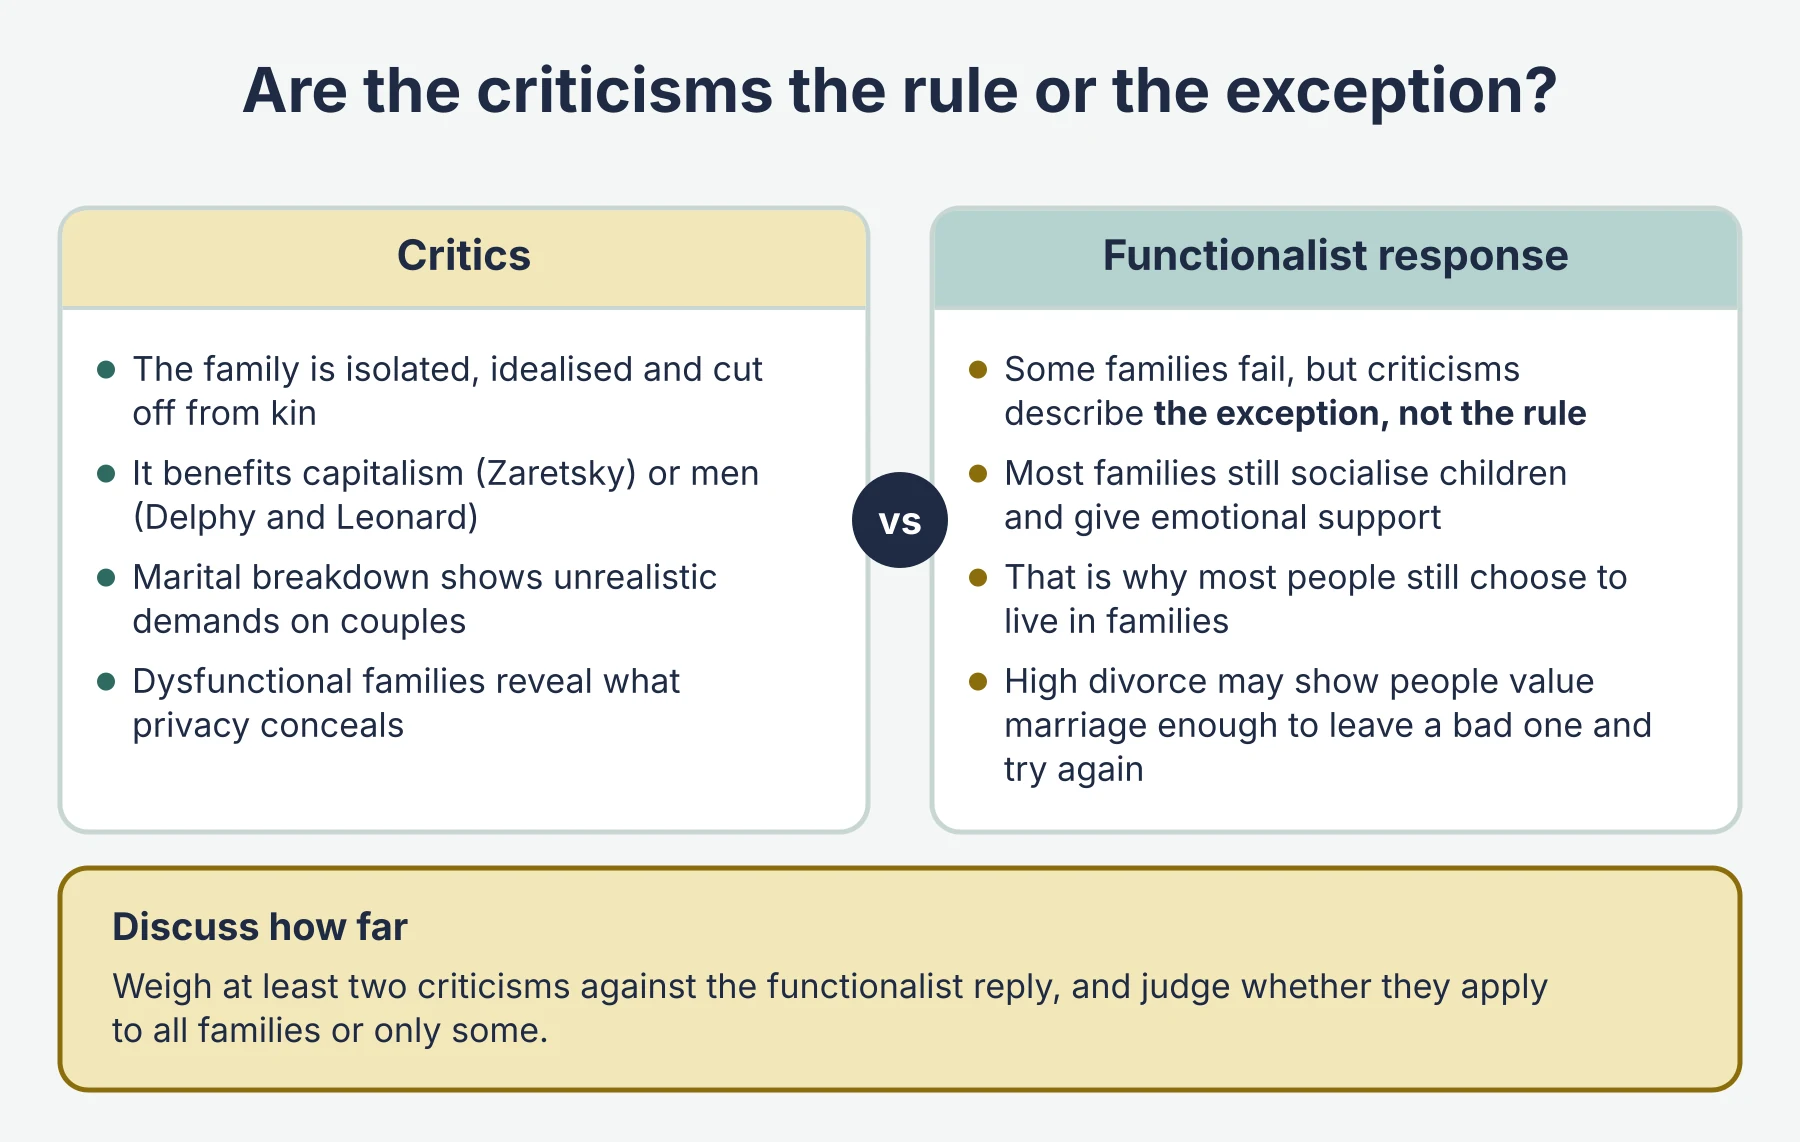 Are the criticisms the rule or the exception?
Critics
The family is isolated, idealised and cut
off from kin
It benefits capitalism (Zaretsky) or men
(Delphy and Leonard)
Marital breakdown shows unrealistic
demands on couples
Dysfunctional families reveal what
privacy conceals
vs
Functionalist response
Some families fail, but criticisms
describe the exception, not the rule
Most families still socialise children
and give emotional support
That is why most people still choose to
live in families
High divorce may show people value
marriage enough to leave a bad one and
try again
Discuss how far
Weigh at least two criticisms against the functionalist reply, and judge whether they apply
to all families or only some.